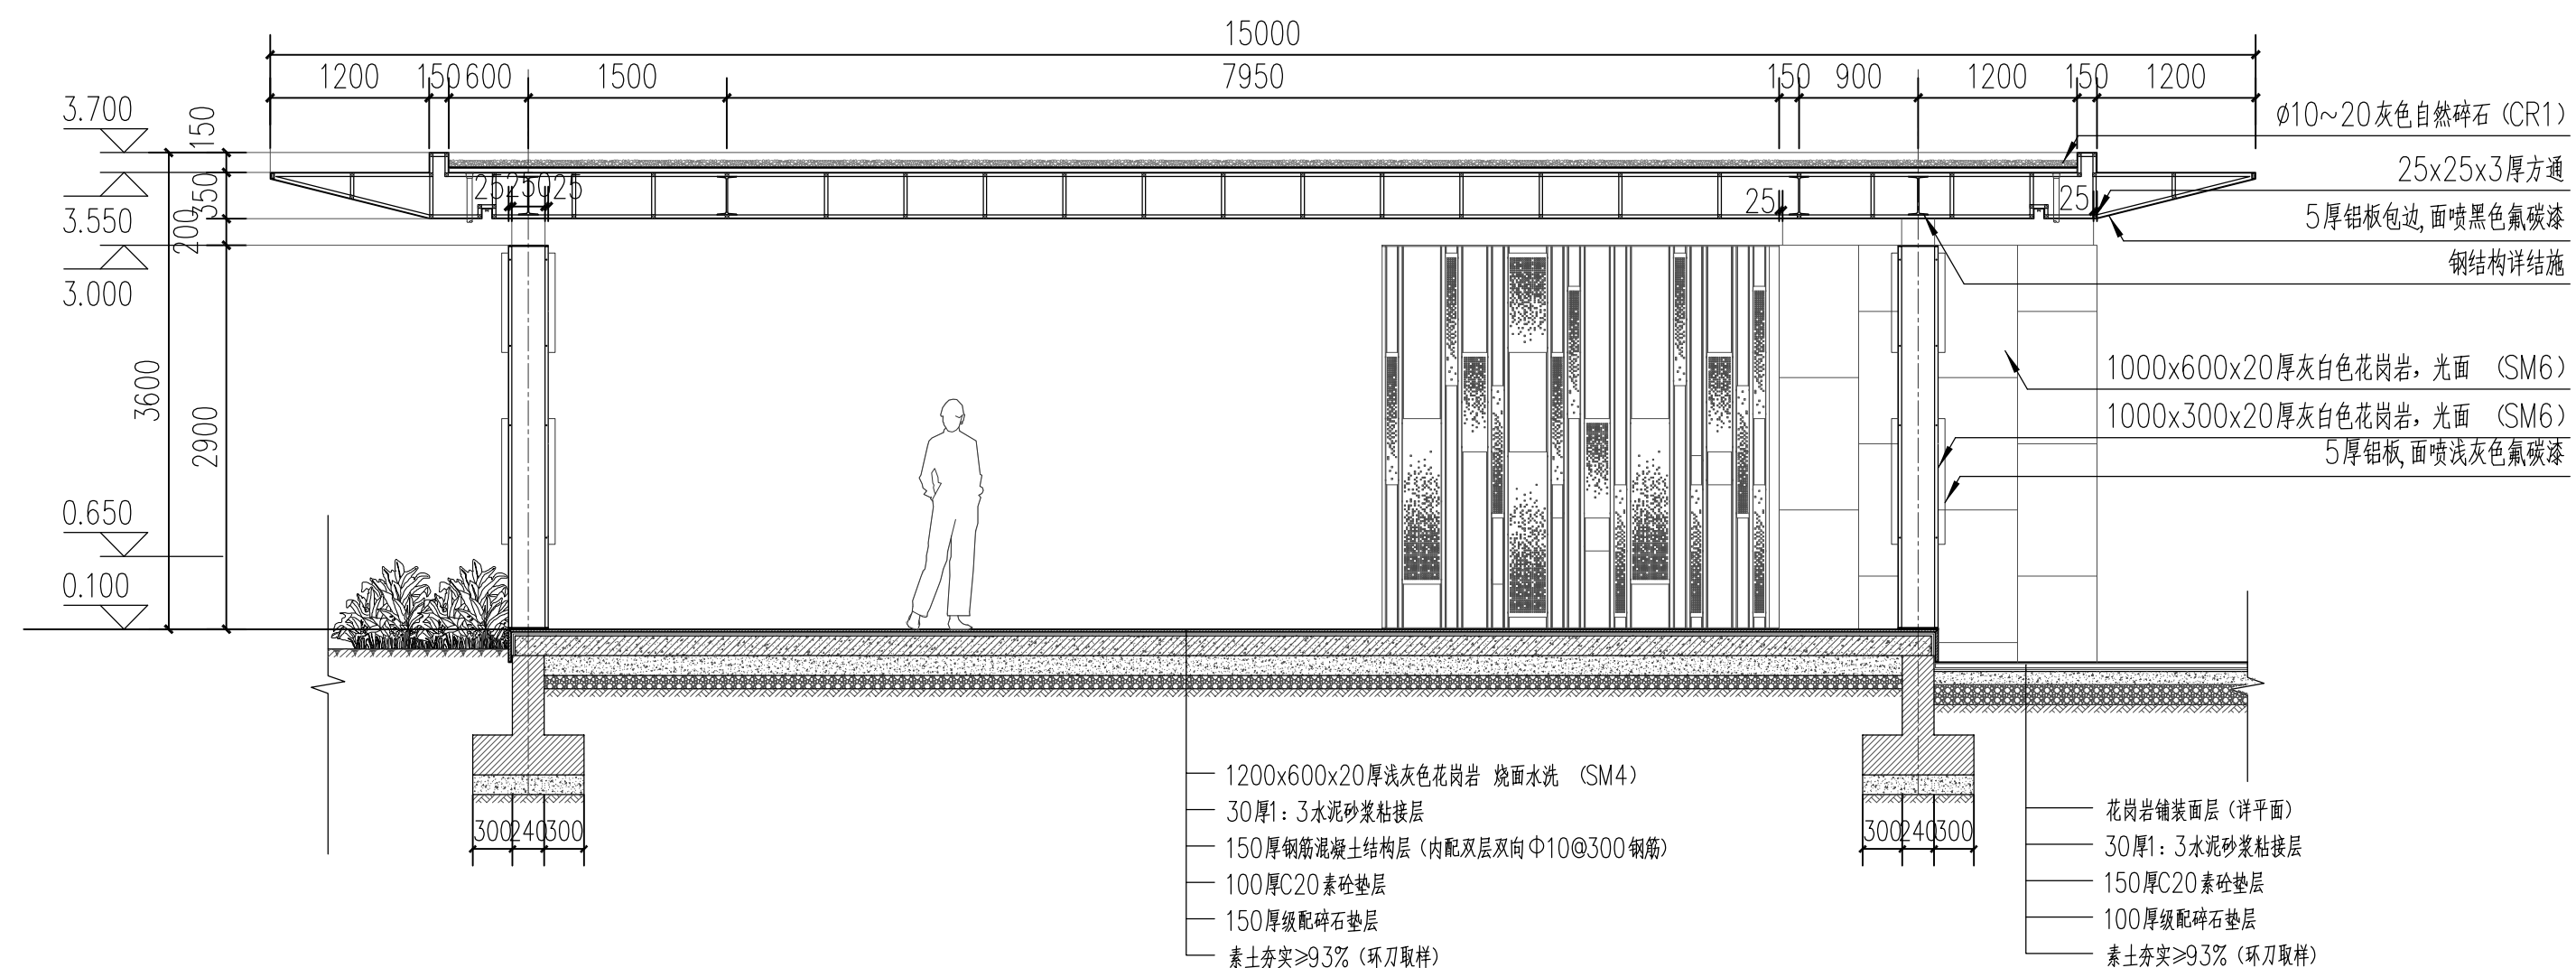 15000
1200 150 600 1500 7950 150 900 1200 150 1200
3.700
150
ø10~20灰色自然碎石(CR1)
25x25x3厚方通
25 250 25
25
25
350
3.550
200
5厚铝板包边,面喷黑色氟碳漆
钢结构详结施
3.000
3600
2900
1000x600x20厚灰白色花岗岩，光面 (SM6)
1000x300x20厚灰白色花岗岩，光面 (SM6)
5厚铝板,面喷浅灰色氟碳漆
0.650
0.100
300 240 300
300 240 300
1200x600x20厚浅灰色花岗岩 烧面水洗 (SM4)
30厚1：3水泥砂浆粘接层
150厚钢筋混凝土结构层(内配双层双向Φ10@300钢筋)
100厚C20素砼垫层
150厚级配碎石垫层
素土夯实≥93%(环刀取样)
花岗岩铺装面层(详平面)
30厚1：3水泥砂浆粘接层
150厚C20素砼垫层
100厚级配碎石垫层
素土夯实≥93%(环刀取样)